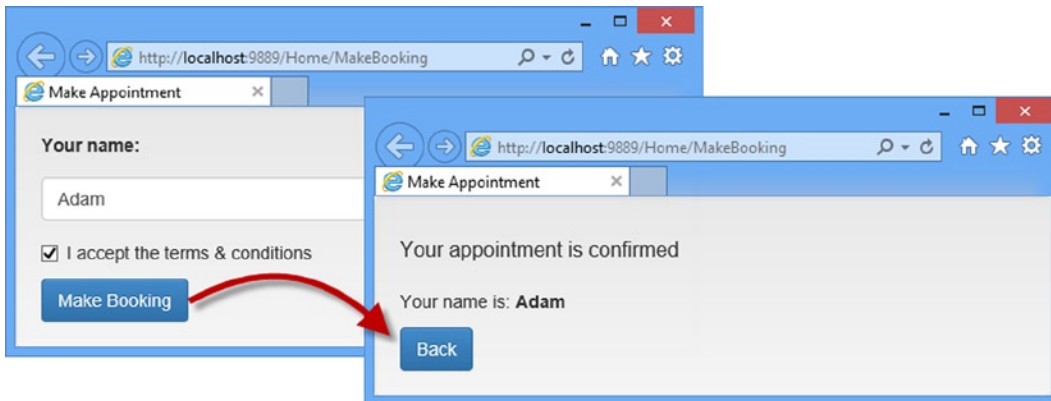 http://localhost:9889/Home/MakeBooking
Make Appointment
Your name:
Adam
I accept the terms & conditions
Make Booking
http://localhost:9889/Home/MakeBooking
Make Appointment
Your appointment is confirmed
Your name is: Adam
Back